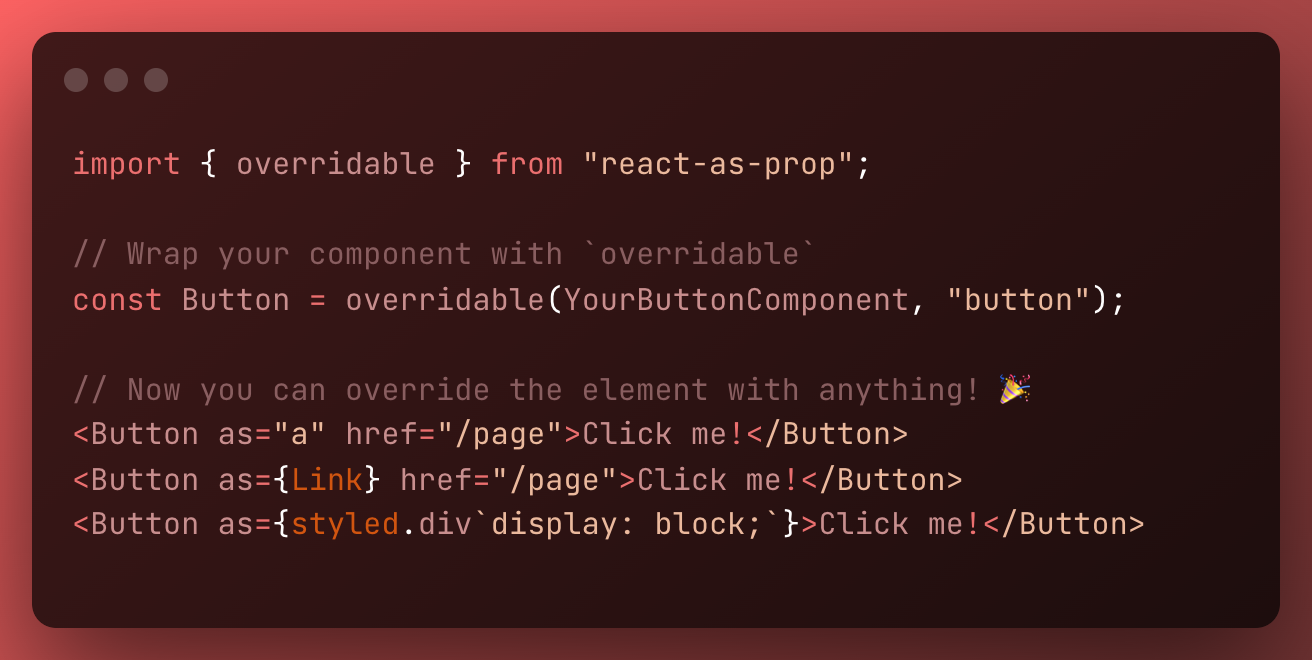 import { overridable } from "react-as-prop";
// Wrap your component with `overridable`
const Button = overridable(YourButtonComponent, "button");
// Now you can override the element with anything! 🎉
<Button as="a" href="/page">Click me!</Button>
<Button as={Link} href="/page">Click me!</Button>
<Button as={styled.div`display: block;`}>Click me!</Button>